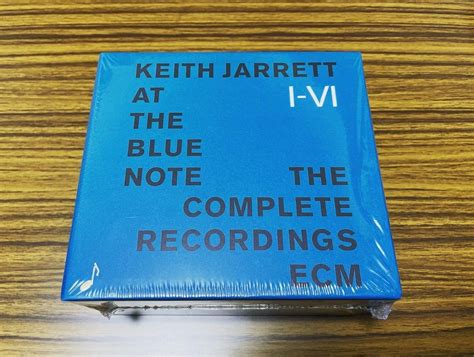 KEITH JARRETT
AT I-VI
THE
BLUE
NOTE THE
COMPLETE
RECORDINGS
ECM